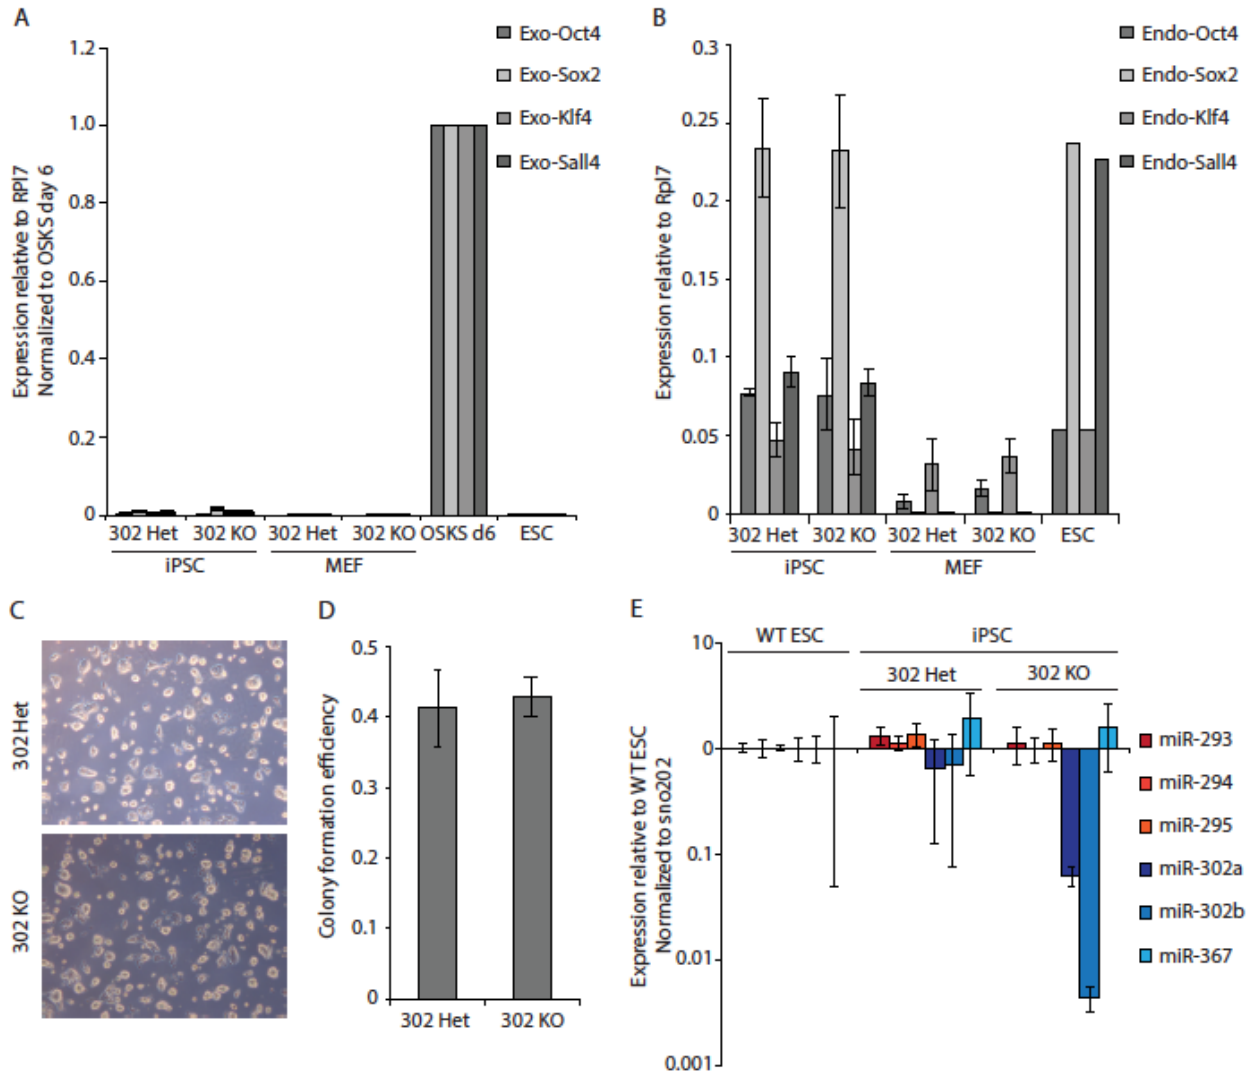 A
Expression relative to RPl7
Normalized to OSKS day 6
1.2
1.0
0.8
0.6
0.4
0.2
0
302 Het
302 KO
302 Het
302 KO
OSKS d6
ESC
iPSC
MEF
Exo-Oct4
Exo-Sox2
Exo-Klf4
Exo-Sall4
B
Expression relative to Rpl7
0.3
0.25
0.2
0.15
0.1
0.05
0
302 Het
302 KO
302 Het
302 KO
ESC
iPSC
MEF
Endo-Oct4
Endo-Sox2
Endo-Klf4
Endo-Sall4
C
302 Het
302 KO
D
Colony formation efficiency
0.5
0.4
0.3
0.2
0.1
0
302 Het
302 KO
E
Expression relative to WT ESC
Normalized to sno202
10
0
0.1
0.01
0.001
WT ESC
iPSC
302 Het
302 KO
miR-293
miR-294
miR-295
miR-302a
miR-302b
miR-367